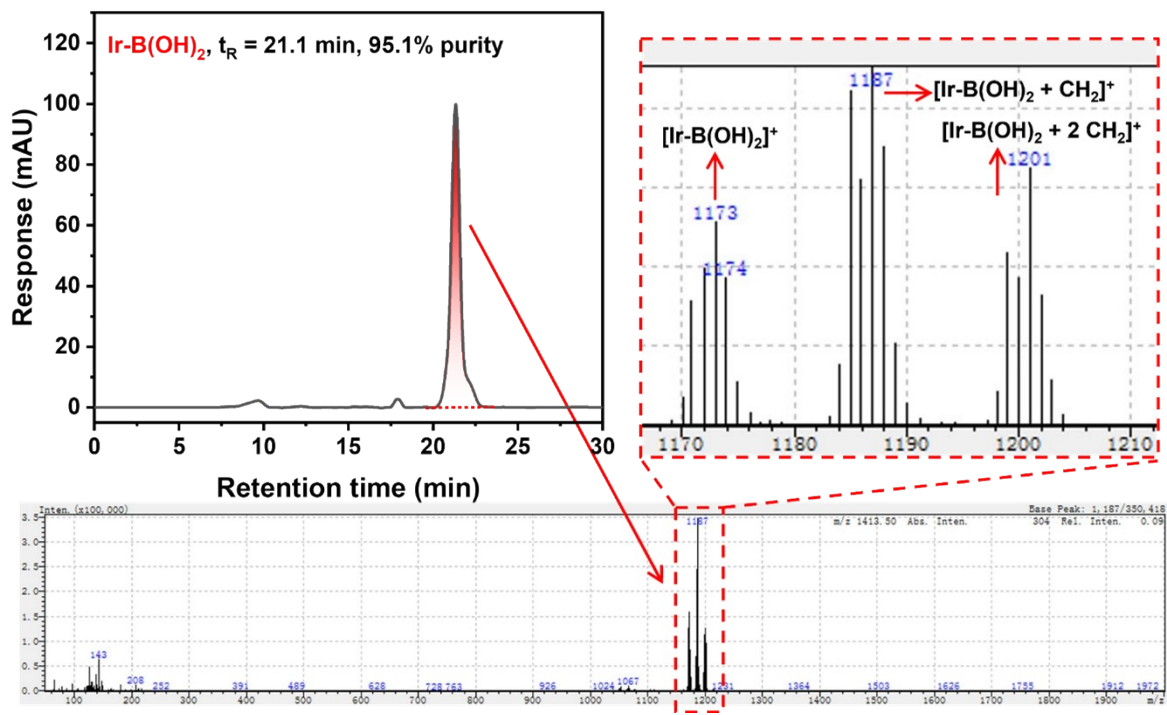 Ir-B(OH)2, tR = 21.1 min, 95.1% purity
Response (mAU)
120
100
80
60
40
20
0
0 5 10 15 20 25 30
Retention time (min)
1187
[Ir-B(OH)2 + CH2]+
[Ir-B(OH)2]+
[Ir-B(OH)2 + 2 CH2]+
1201
1173
1174
1170 1180 1190 1200 1210
Inten. (x100,000)
Base Peak: 1,187/350,418
m/z 1413.50 Abs. Inten. 304 Rel. Inten. 0.09
3.5
3.0
2.5
2.0
1.5
1.0
0.5
0.0
1187
143
208 252 391 489 628 728 763 926 1024 1067 1231 1364 1503 1626 1755 1912 1972
100 200 300 400 500 600 700 800 900 1000 1100 1200 1300 1400 1500 1600 1700 1800 1900 m/z